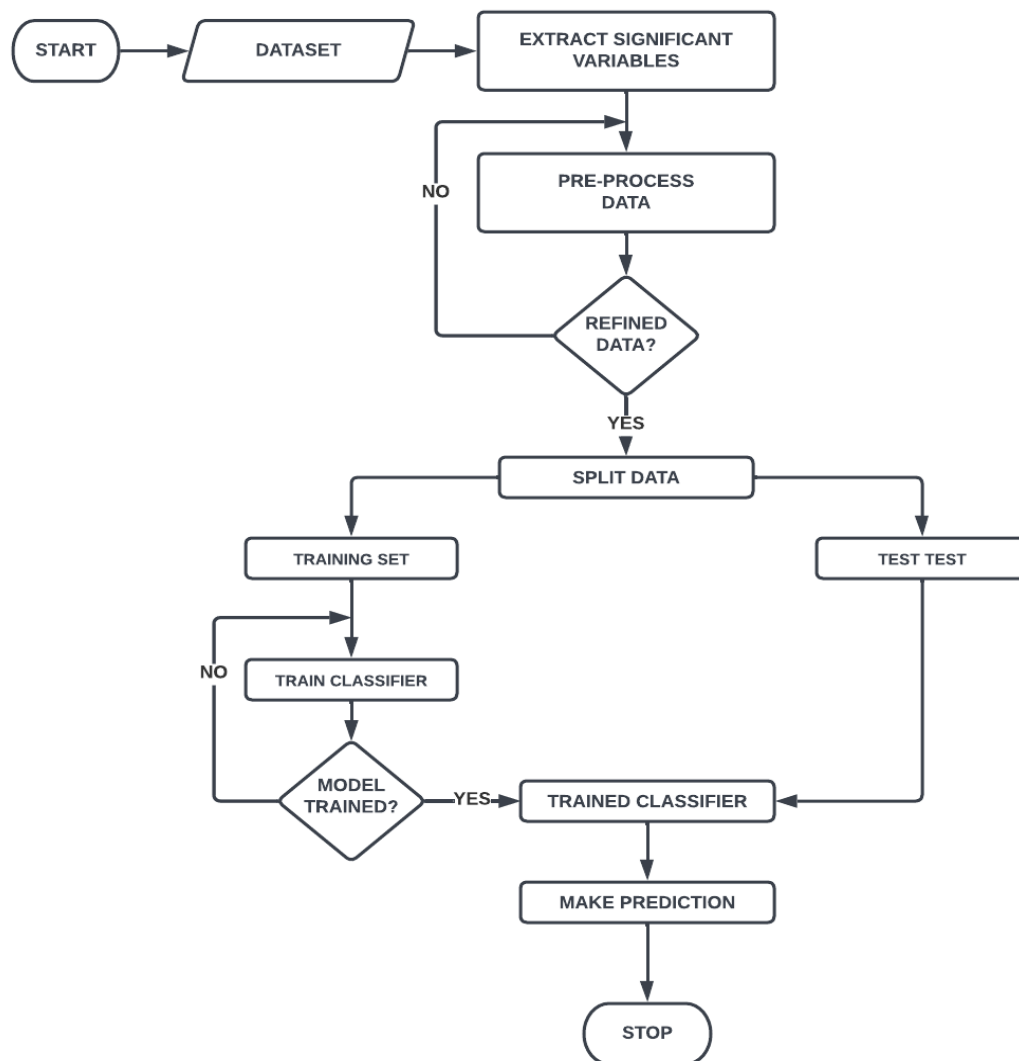 START
DATASET
EXTRACT SIGNIFICANT
VARIABLES
NO
PRE-PROCESS
DATA
REFINED
DATA?
YES
SPLIT DATA
TRAINING SET
TEST TEST
NO
TRAIN CLASSIFIER
MODEL
TRAINED?
YES
TRAINED CLASSIFIER
MAKE PREDICTION
STOP